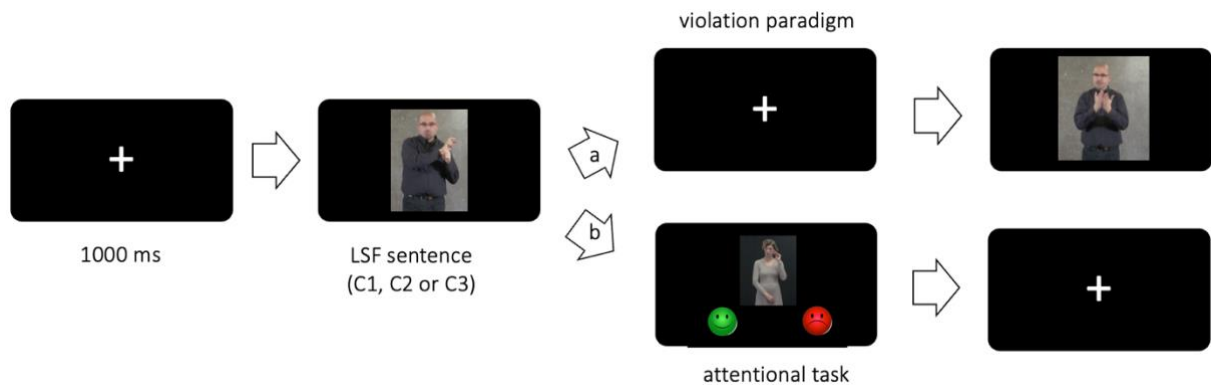 violation paradigm
a
1000 ms
LSF sentence
(C1, C2 or C3)
b
attentional task